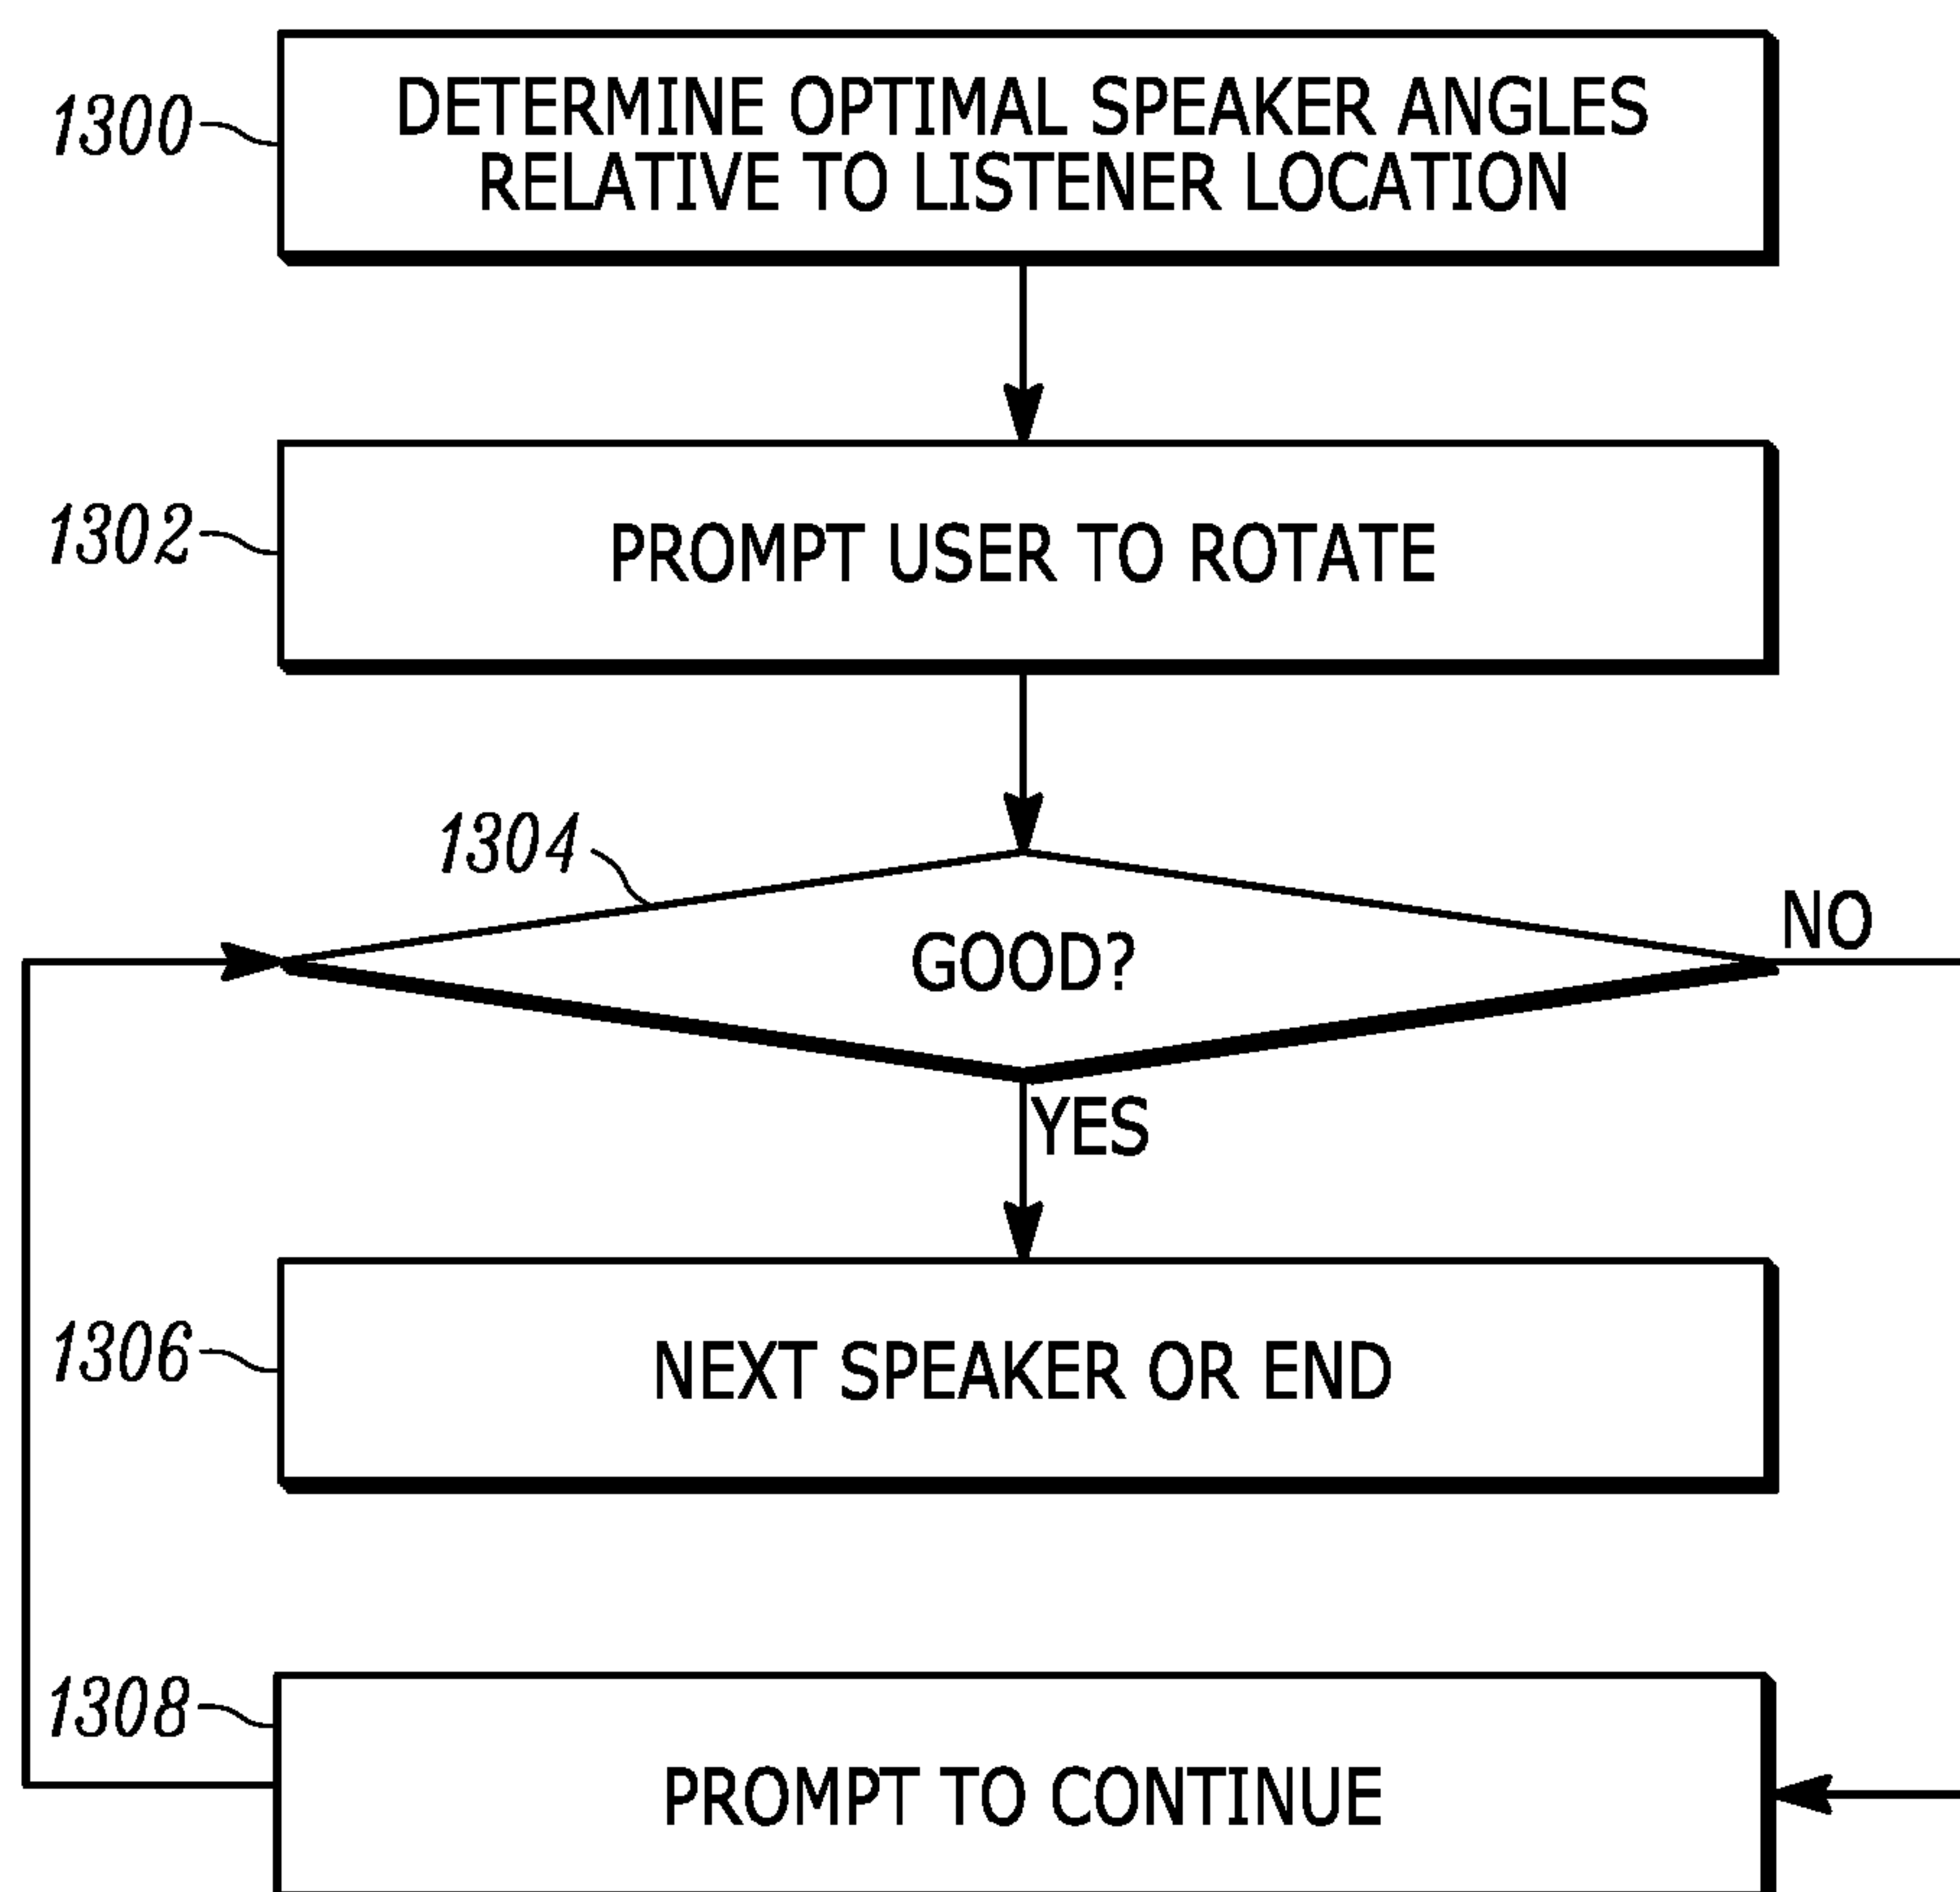 1300
DETERMINE OPTIMAL SPEAKER ANGLES
RELATIVE TO LISTENER LOCATION
1302
PROMPT USER TO ROTATE
1304
GOOD?
NO
YES
1306
NEXT SPEAKER OR END
1308
PROMPT TO CONTINUE